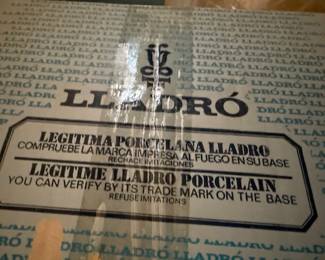 LLADRÓ
LEGITIMA PORCELANA LLADRO
COMPRUEBE LA MARCA IMPRESA AL FUEGO EN SU BASE
RECHACE IMITACIONES
LEGITIME LLADRO PORCELAIN
YOU CAN VERIFY BY ITS TRADE MARK ON THE BASE
REFUSE IMITATIONS